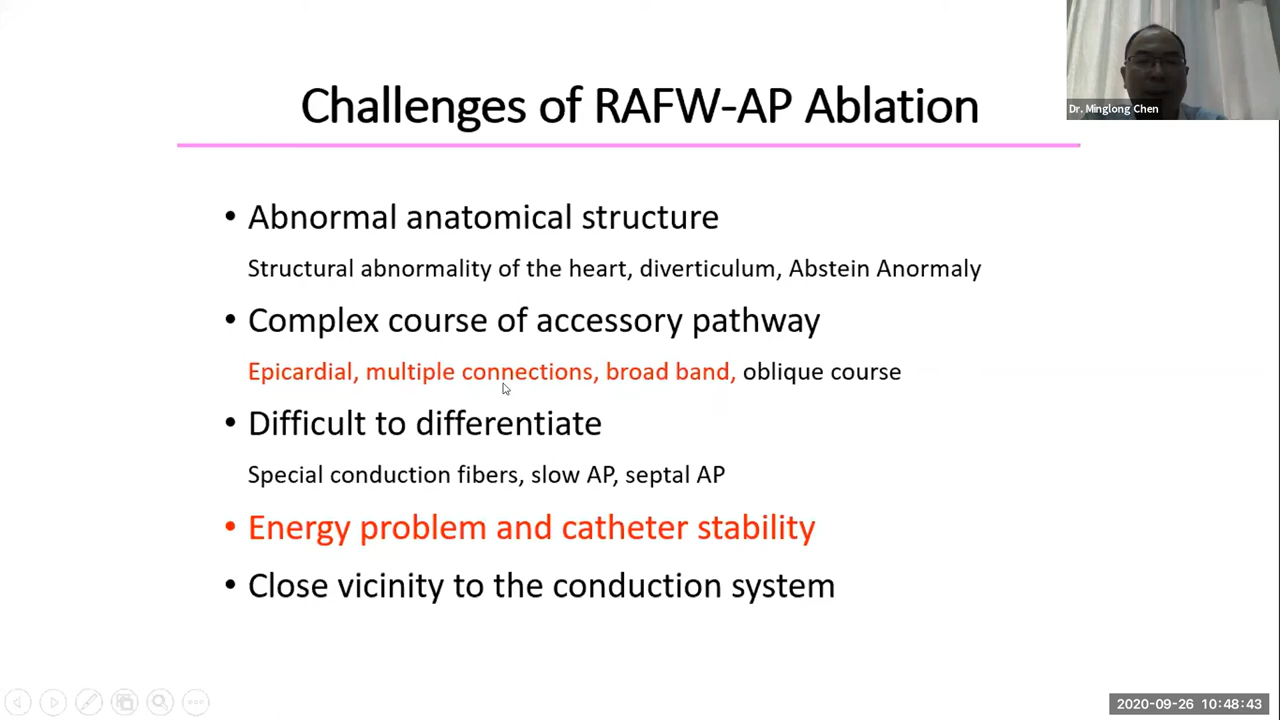 Challenges of RAFW-AP Ablation
Dr. Minglong Chen
• Abnormal anatomical structure
Structural abnormality of the heart, diverticulum, Abstein Anormaly
• Complex course of accessory pathway
Epicardial, multiple connections, broad band, oblique course
• Difficult to differentiate
Special conduction fibers, slow AP, septal AP
• Energy problem and catheter stability
• Close vicinity to the conduction system
2020-09-26 10:48:43